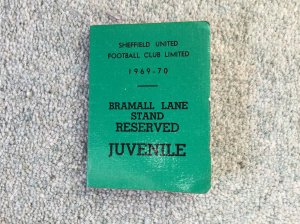 SHEFFIELD UNITED
FOOTBALL CLUB LIMITED
1969-70
BRAMALL LANE
STAND
RESERVED
JUVENILE